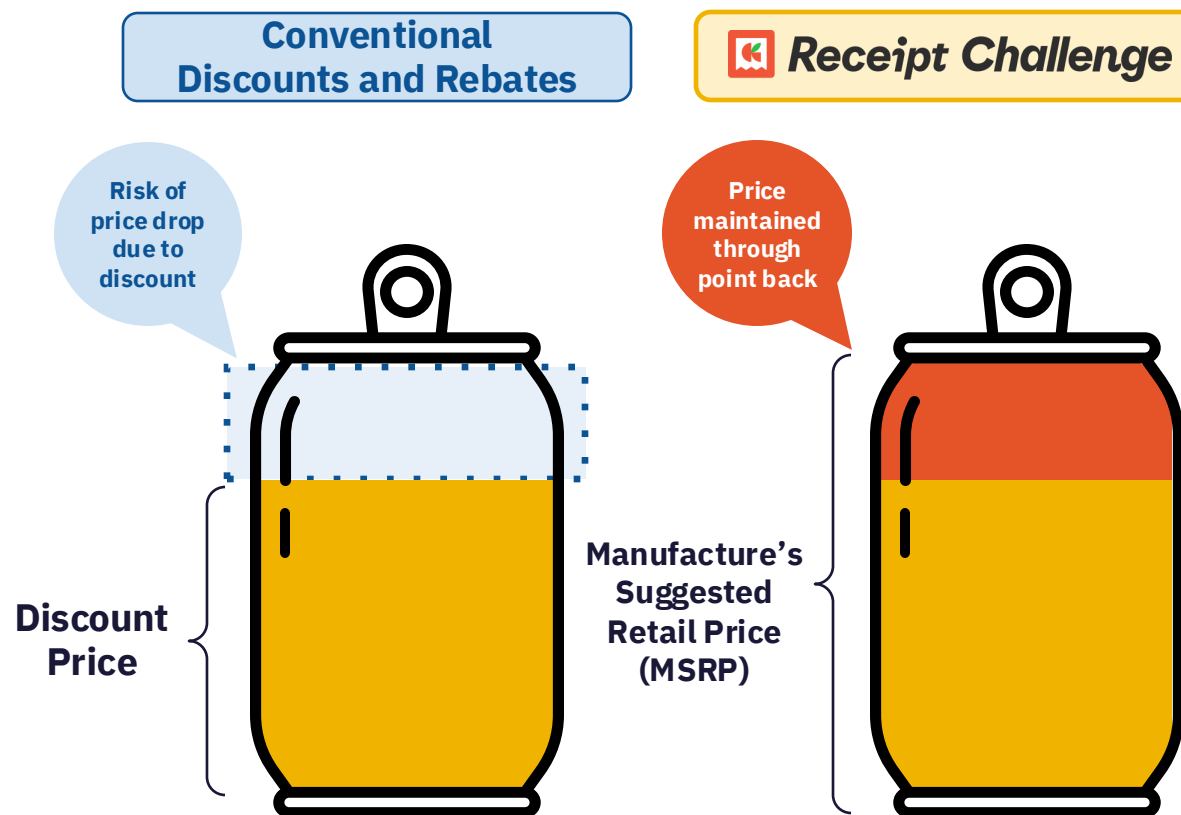 Conventional
Discounts and Rebates
Receipt Challenge
Risk of
price drop
due to
discount
Price
maintained
through
point back
Discount
Price
Manufacture’s
Suggested
Retail Price
(MSRP)